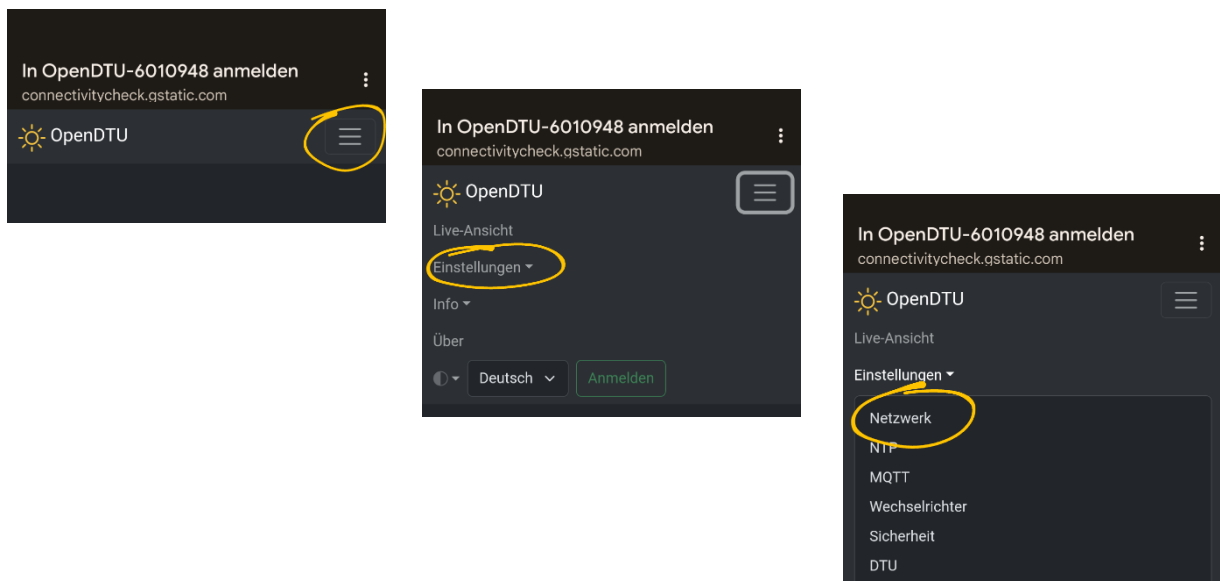 In OpenDTU-6010948 anmelden
connectivitycheck.gstatic.com
OpenDTU
In OpenDTU-6010948 anmelden
connectivitycheck.gstatic.com
OpenDTU
Live-Ansicht
Einstellungen
Info
Über
Deutsch
Anmelden
In OpenDTU-6010948 anmelden
connectivitycheck.gstatic.com
OpenDTU
Live-Ansicht
Einstellungen
Netzwerk
NTP
MQTT
Wechselrichter
Sicherheit
DTU